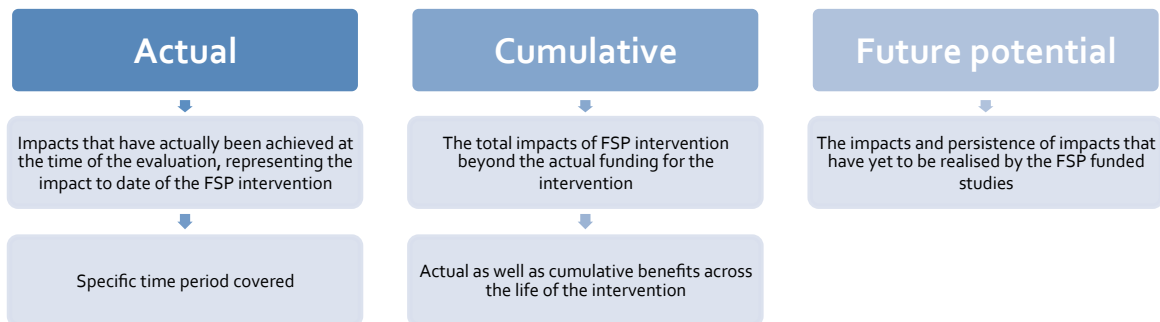 Actual
Impacts that have actually been achieved at
the time of the evaluation, representing the
impact to date of the FSP intervention
Specific time period covered
Cumulative
The total impacts of FSP intervention
beyond the actual funding for the
intervention
Actual as well as cumulative benefits across
the life of the intervention
Future potential
The impacts and persistence of impacts that
have yet to be realised by the FSP funded
studies